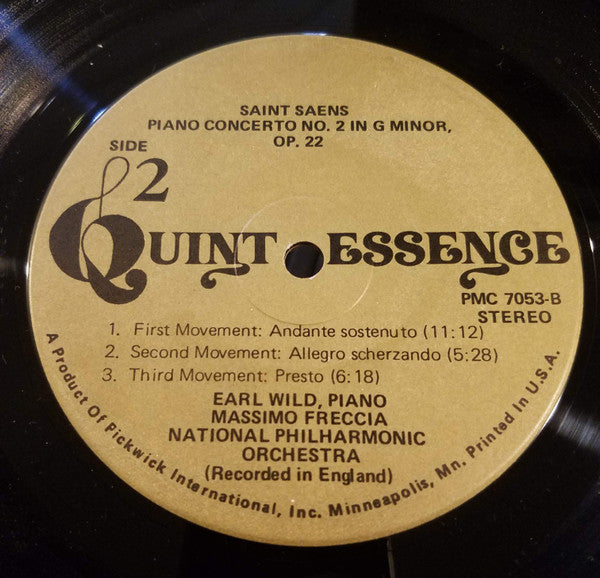 SAINT SAENS
PIANO CONCERTO NO. 2 IN G MINOR,
OP. 22
SIDE
2
QUINTESSENCE
PMC 7053-B
STEREO
1. First Movement: Andante sostenuto (11:12)
2. Second Movement: Allegro scherzando (5:28)
3. Third Movement: Presto (6:18)
EARL WILD, PIANO
MASSIMO FRECCIA
NATIONAL PHILHARMONIC
ORCHESTRA
(Recorded in England)
A Product Of Pickwick International, Inc. Minneapolis, Mn. Printed In U.S.A.